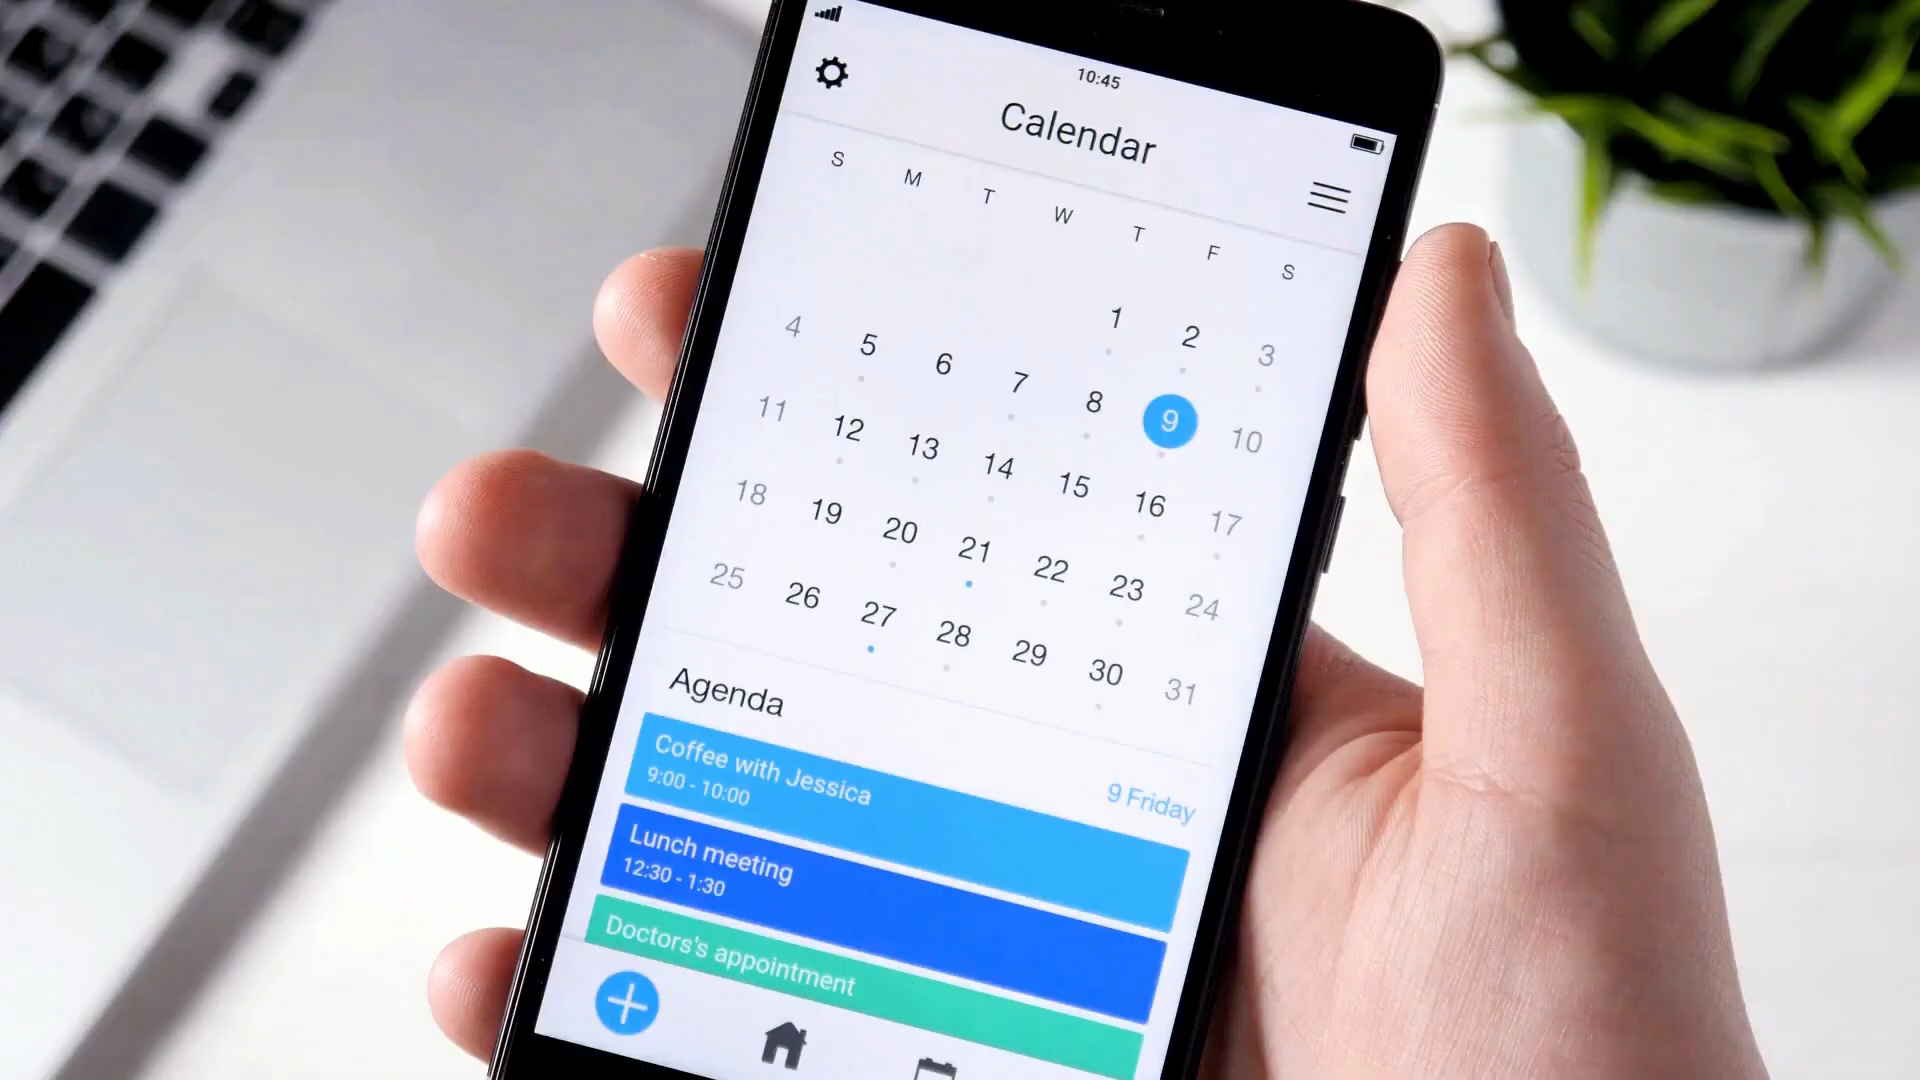 10:45
Calendar
S M T W T F S
1 2 3
4 5 6 7 8 9 10
11 12 13 14 15 16 17
18 19 20 21 22 23 24
25 26 27 28 29 30 31
Agenda
9 Friday
Coffee with Jessica
9:00 - 10:00
Lunch meeting
12:30 - 1:30
Doctors's appointment